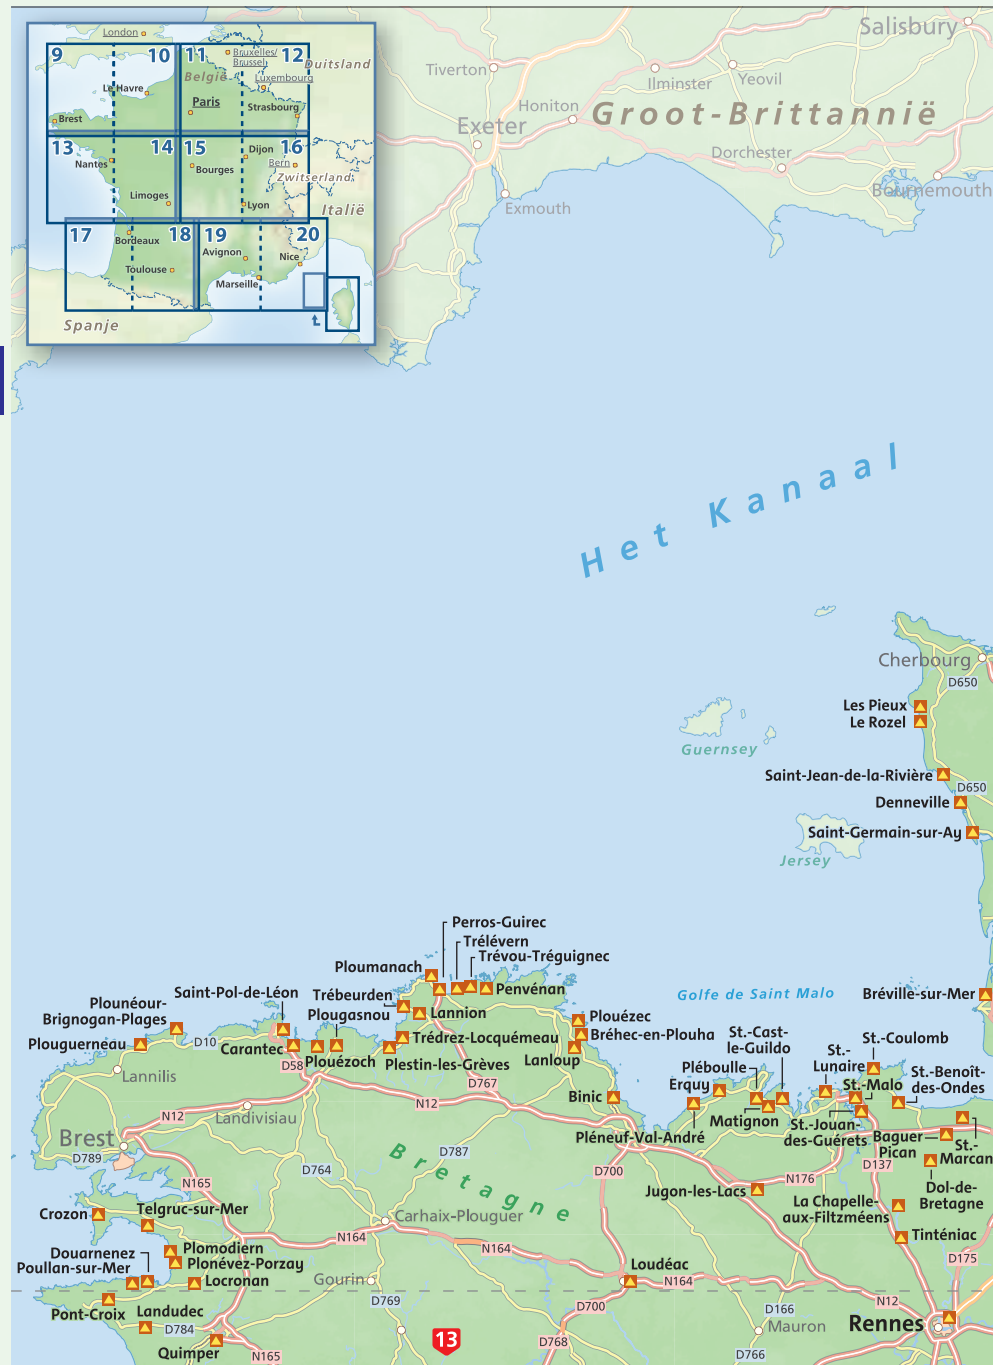 London
9
10
11
12
Bruxelles/
Brussel
Duitsland
België
Luxembourg
Le Havre
Paris
Strasbourg
Brest
13
14
15
16
Dijon
Nantes
Bern
Bourges
Zwitserland
Limoges
Lyon
Italië
17
18
19
20
Bordeaux
Avignon
Nice
Toulouse
Marseille
Spanje
Salisbury
Tiverton
Ilminster
Yeovil
Honiton
Groot-Brittannië
Exeter
Dorchester
Bournemouth
Exmouth
Het Kanaal
Cherbourg
D650
Les Pieux
Le Rozel
Guernsey
Saint-Jean-de-la-Rivière
D650
Denneville
Saint-Germain-sur-Ay
Jersey
Perros-Guirec
Trélévern
Trévou-Tréguignec
Ploumanach
Penvénan
Golfe de Saint Malo
Bréville-sur-Mer
Saint-Pol-de-Léon
Trébeurden
Plounéour-
Brignogan-Plages
Plougasnou
Lannion
Plouézec
Bréhec-en-Plouha
St.-Cast-
le-Guildo
St.-Coulomb
Plouguerneau
D10
Carantec
Plouézoch
Trédrez-Locquémeau
Plestin-les-Grèves
Lanloup
St.-
Lunaire
Pléboulle
D58
Lannilis
D767
Erquy
St.-Malo
St.-Benoît-
des-Ondes
Binic
N12
Landivisiau
N12
Matignon
St.-Jouan-
des-Guérets
Brest
Pléneuf-Val-André
Baguer-
Pican
St.-
Marcan
D789
D787
Bretagne
D764
D700
N176
D137
N165
Jugon-les-Lacs
Dol-de-
Bretagne
La Chapelle-
aux-Filtzméens
Crozon
Telgruc-sur-Mer
Carhaix-Plouguer
Tinténiac
N164
N164
D175
Douarnenez
Plomodiern
Poullan-sur-Mer
Plonévez-Porzay
Loudéac
Locronan
Gourin
N164
Pont-Croix
Landudec
D769
D700
D166
N12
D784
13
Mauron
Rennes
Quimper
N165
D768
D766